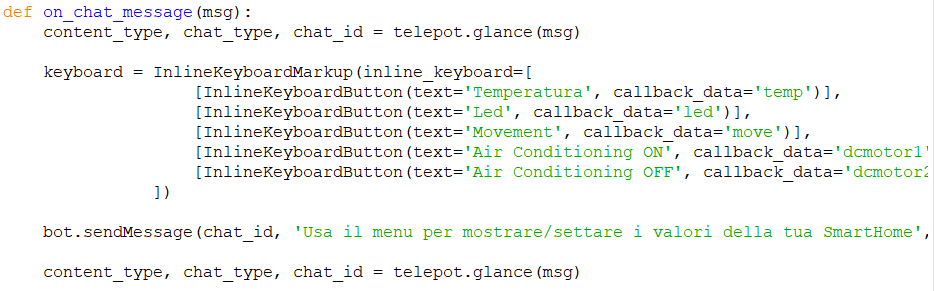 def on_chat_message(msg):
    content_type, chat_type, chat_id = telepot.glance(msg)
    keyboard = InlineKeyboardMarkup(inline_keyboard=[
                   [InlineKeyboardButton(text='Temperatura', callback_data='temp')],
                   [InlineKeyboardButton(text='Led', callback_data='led')],
                   [InlineKeyboardButton(text='Movement', callback_data='move')],
                   [InlineKeyboardButton(text='Air Conditioning ON', callback_data='dcmotor1'
                   [InlineKeyboardButton(text='Air Conditioning OFF', callback_data='dcmotor2
               ])
    bot.sendMessage(chat_id, 'Usa il menu per mostrare/settare i valori della tua SmartHome',
    content_type, chat_type, chat_id = telepot.glance(msg)